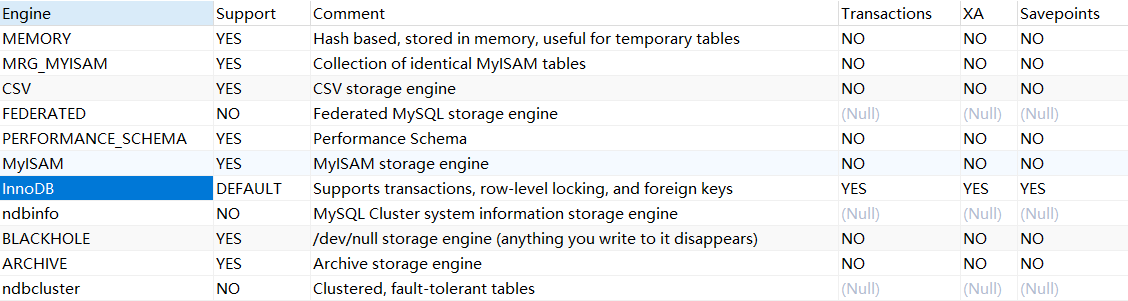 Engine Support Comment Transactions XA Savepoints
MEMORY YES Hash based, stored in memory, useful for temporary tables NO NO NO
MRG_MYISAM YES Collection of identical MyISAM tables NO NO NO
CSV YES CSV storage engine NO NO NO
FEDERATED NO Federated MySQL storage engine (Null) (Null) (Null)
PERFORMANCE_SCHEMA YES Performance Schema NO NO NO
MyISAM YES MyISAM storage engine NO NO NO
InnoDB DEFAULT Supports transactions, row-level locking, and foreign keys YES YES YES
ndbinfo NO MySQL Cluster system information storage engine (Null) (Null) (Null)
BLACKHOLE YES /dev/null storage engine (anything you write to it disappears) NO NO NO
ARCHIVE YES Archive storage engine NO NO NO
ndbcluster NO Clustered, fault-tolerant tables (Null) (Null) (Null)